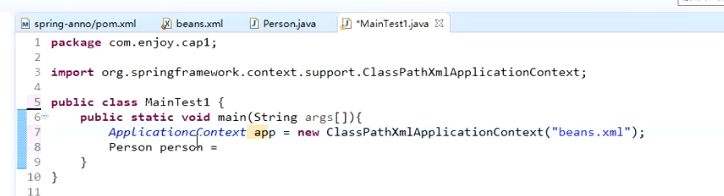 spring-anno/pom.xml beans.xml Person.java *MainTest1.java
1 package com.enjoy.cap1;
2
3 import org.springframework.context.support.ClassPathXmlApplicationContext;
4
5 public class MainTest1 {
6 public static void main(String args[]){
7 ApplicationcContext app = new ClassPathXmlApplicationContext("beans.xml");
8 Person person =
9 }
10 }
11